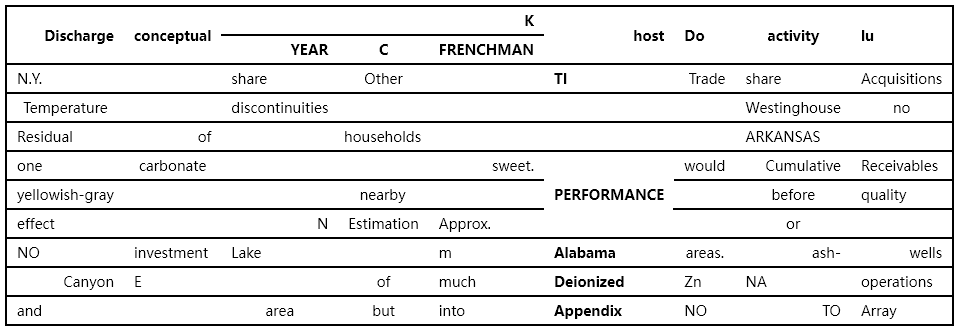 K
Discharge conceptual host Do activity Iu
YEAR C FRENCHMAN
N.Y. share Other TI Trade share Acquisitions
Temperature discontinuities Westinghouse no
Residual of households ARKANSAS
one carbonate sweet. would Cumulative Receivables
yellowish-gray nearby PERFORMANCE before quality
effect N Estimation Approx. or
NO investment Lake m Alabama areas. ash- wells
Canyon E of much Deionized Zn NA operations
and area but into Appendix NO TO Array